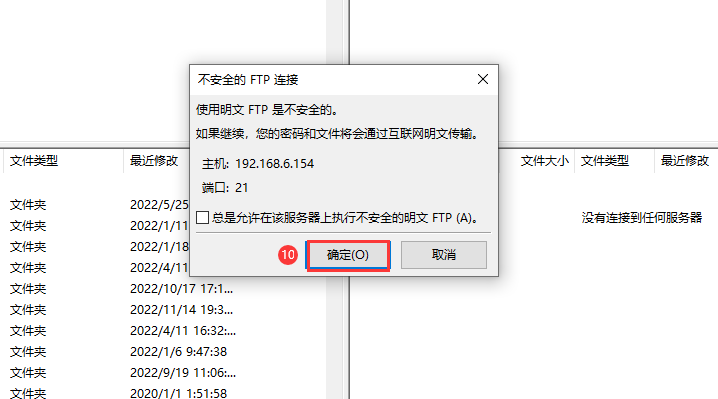 不安全的 FTP 连接
使用明文 FTP 是不安全的。
如果继续，您的密码和文件将会通过互联网明文传输。
主机: 192.168.6.154
端口: 21
总是允许在该服务器上执行不安全的明文 FTP (A)。
10 确定(O) 取消
文件类型 最近修改 文件大小 文件类型 最近修改
文件夹 2022/5/25
没有连接到任何服务器
文件夹 2022/1/11
文件夹 2022/1/18
文件夹 2022/4/11
文件夹 2022/10/17 17:1...
文件夹 2022/11/14 19:3...
文件夹 2022/4/11 16:32:...
文件夹 2022/1/6 9:47:38
文件夹 2022/9/19 11:06:...
文件夹 2020/1/1 1:51:58